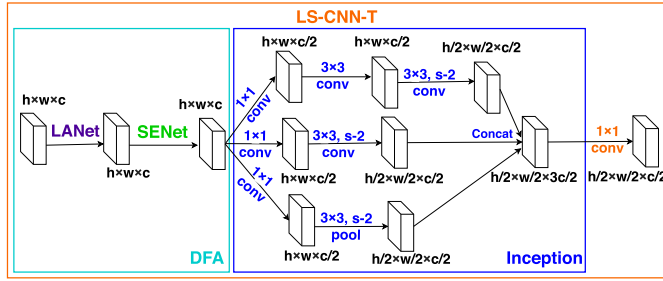 LS-CNN-T
h×w×c
LANet
h×w×c
SENet
h×w×c
DFA
1×1
conv
h×w×c/2
3×3
conv
h×w×c/2
3×3, s-2
conv
h/2×w/2×c/2
1×1
conv
h×w×c/2
3×3, s-2
conv
h/2×w/2×c/2
1×1
conv
h×w×c/2
3×3, s-2
pool
h/2×w/2×c/2
Concat
h/2×w/2×3c/2
Inception
1×1
conv
h/2×w/2×c/2